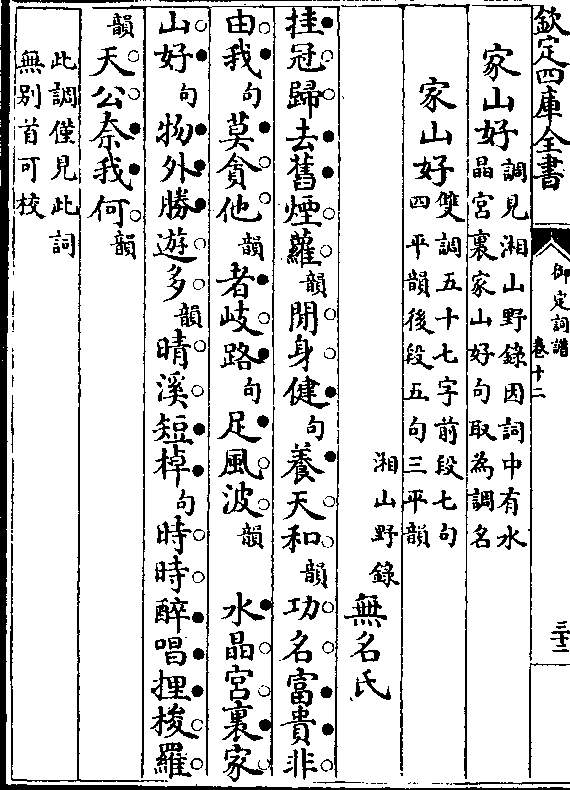 欽定四庫全書
御定詞譜
卷十二
三十二
家山好調見湘山野錄因詞中有水
晶宮裏家山好句取為調名
家山好雙調五十七字前段七句
四平韻後段五句三平韻
湘山野錄無名氏
挂冠歸去舊煙蘿韻閒身健句養天和韻功名富貴非
由我句莫貪他韻者岐路句足風波韻 水晶宮裏家
山好句物外勝遊多韻晴溪短棹句時時醉唱捚梭羅
韻天公奈我何韻
此調僅見此詞
無别首可校